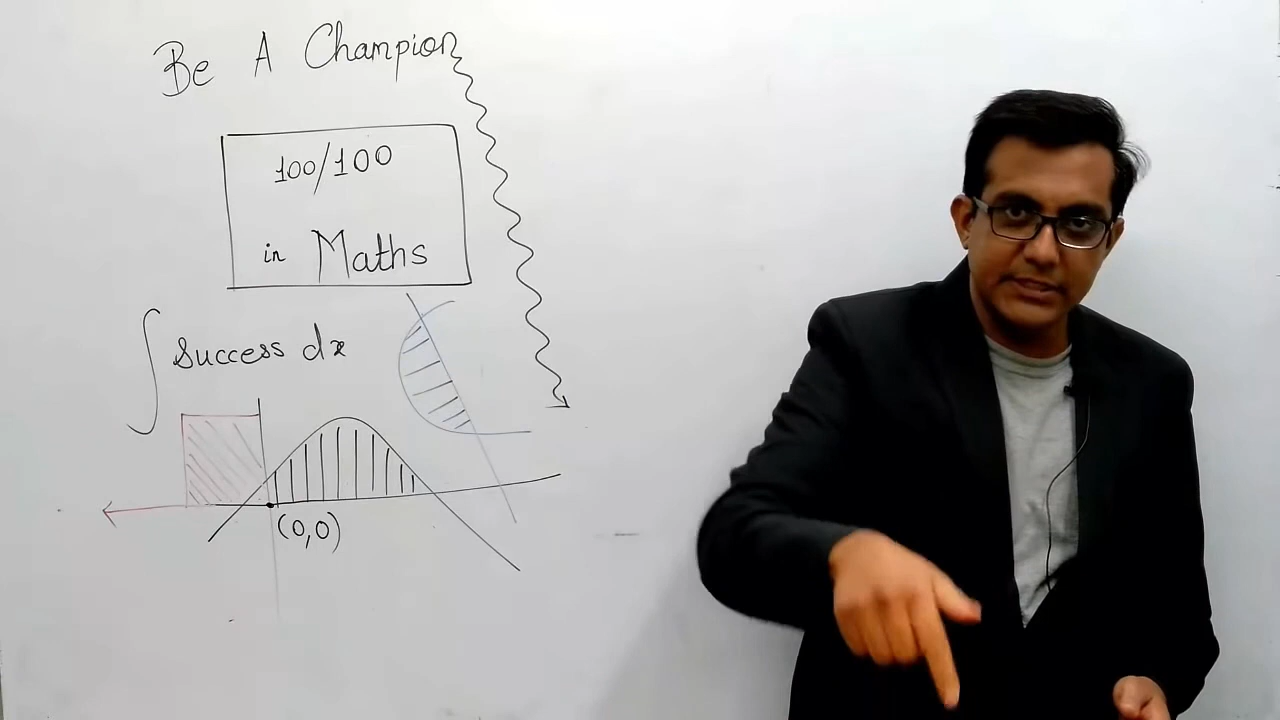 Be A Champion
100/100
in Maths
∫ success dx
(0,0)